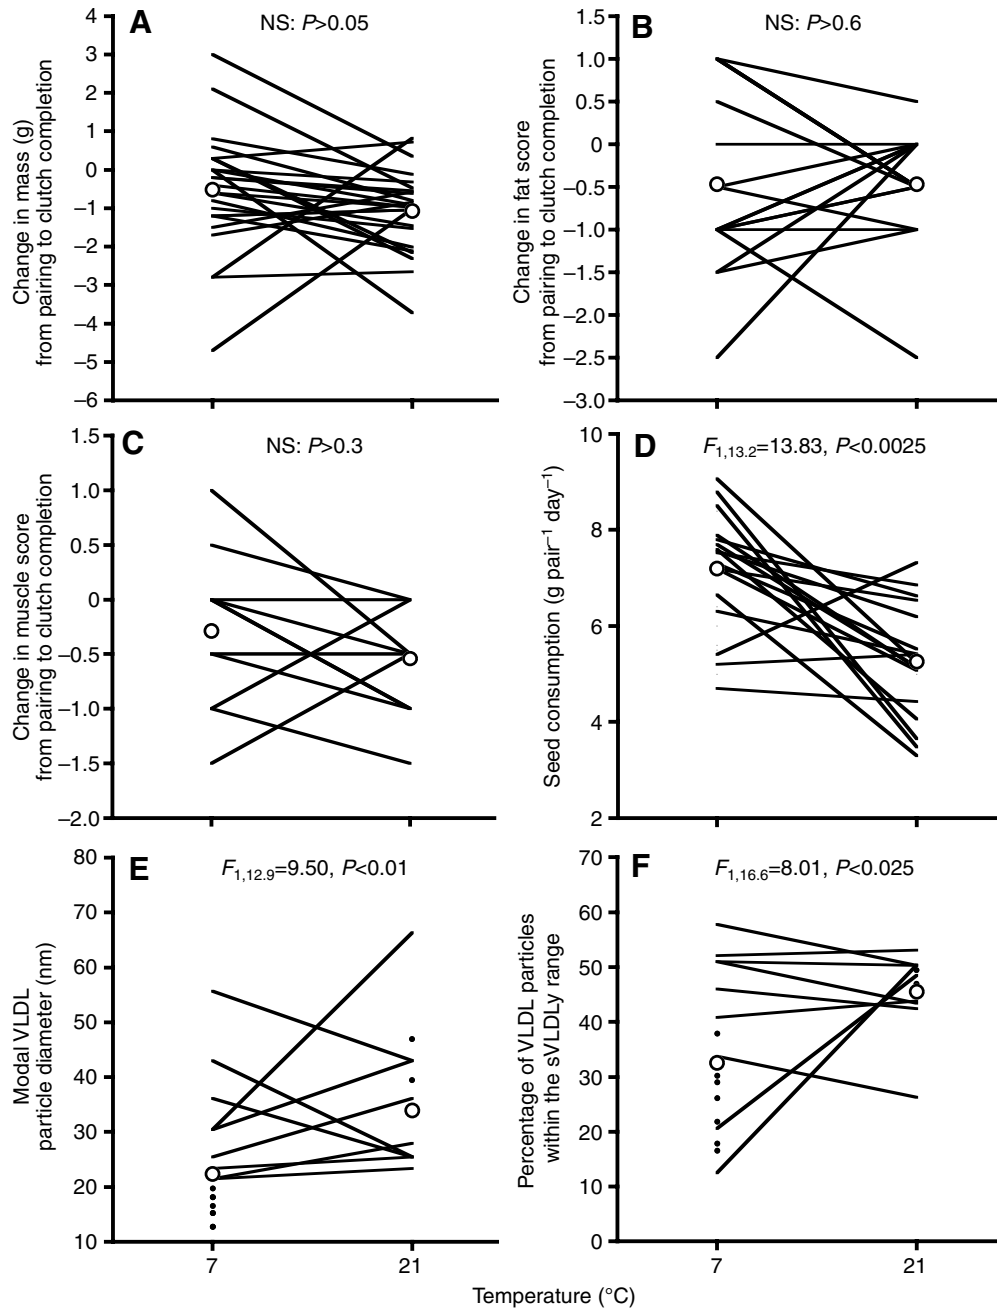 A
NS: P>0.05
Change in mass (g)
from pairing to clutch completion
4
3
2
1
0
–1
–2
–3
–4
–5
–6
B
NS: P>0.6
Change in fat score
from pairing to clutch completion
1.5
1.0
0.5
0
–0.5
–1.0
–1.5
–2.0
–2.5
–3.0
C
NS: P>0.3
Change in muscle score
from pairing to clutch completion
1.5
1.0
0.5
0
–0.5
–1.0
–1.5
–2.0
D
F1,13.2=13.83, P<0.0025
Seed consumption (g pair⁻¹ day⁻¹)
10
8
6
4
2
E
F1,12.9=9.50, P<0.01
Modal VLDL
particle diameter (nm)
80
70
60
50
40
30
20
10
7
21
F
F1,16.6=8.01, P<0.025
Percentage of VLDL particles
within the sVLDLy range
70
60
50
40
30
20
10
0
7
21
Temperature (°C)